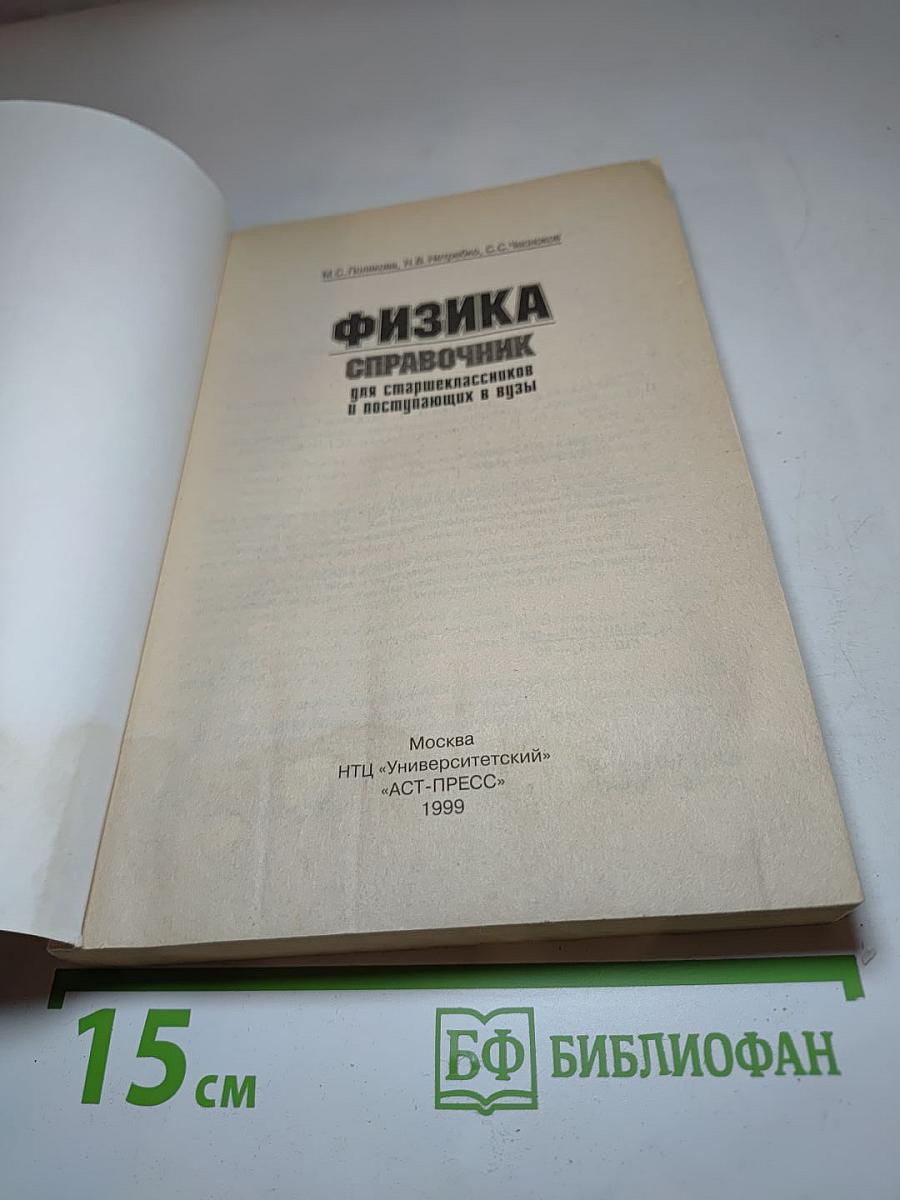 М.С. Полякова, Н.В. Нетребко, С.С. Чесноков
ФИЗИКА
СПРАВОЧНИК
для старшеклассников
и поступающих в вузы
Москва
НТЦ «Университетский»
«АСТ-ПРЕСС»
1999
15 см
БФ БИБЛИОФАН